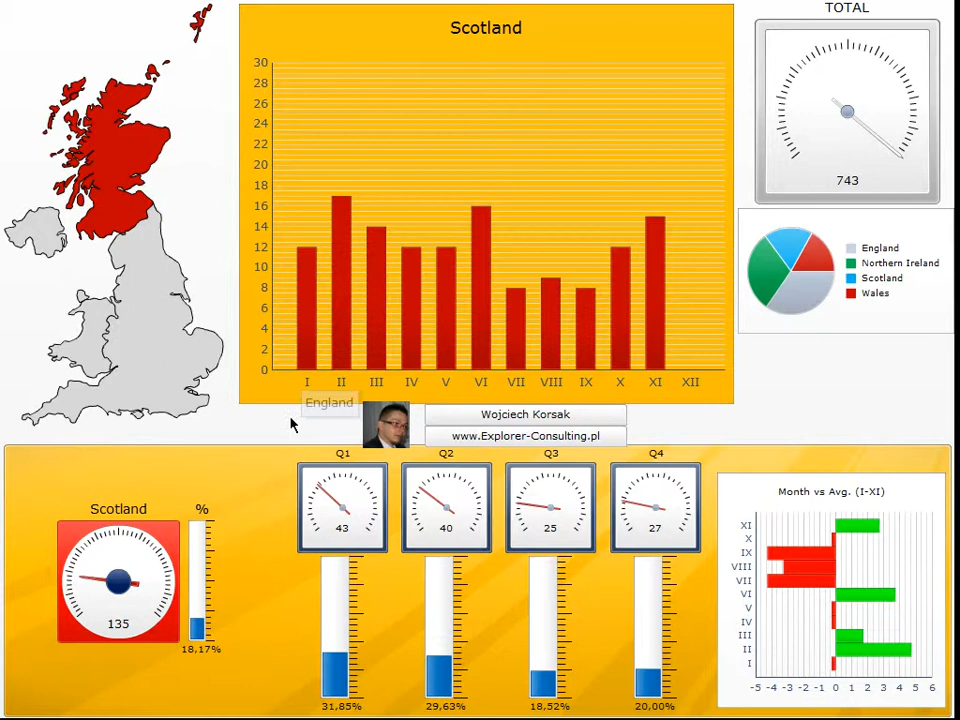 Scotland
30
28
26
24
22
20
18
16
14
12
10
8
6
4
2
0
I II III IV V VI VII VIII IX X XI XII
TOTAL
743
England
Northern Ireland
Scotland
Wales
England
Wojciech Korsak
www.Explorer-Consulting.pl
Scotland %
135
18,17%
Q1 Q2 Q3 Q4
43 40 25 27
31,85% 29,63% 18,52% 20,00%
Month vs Avg. (I-XI)
XI
X
IX
VIII
VII
VI
V
IV
III
II
I
-5 -4 -3 -2 -1 0 1 2 3 4 5 6